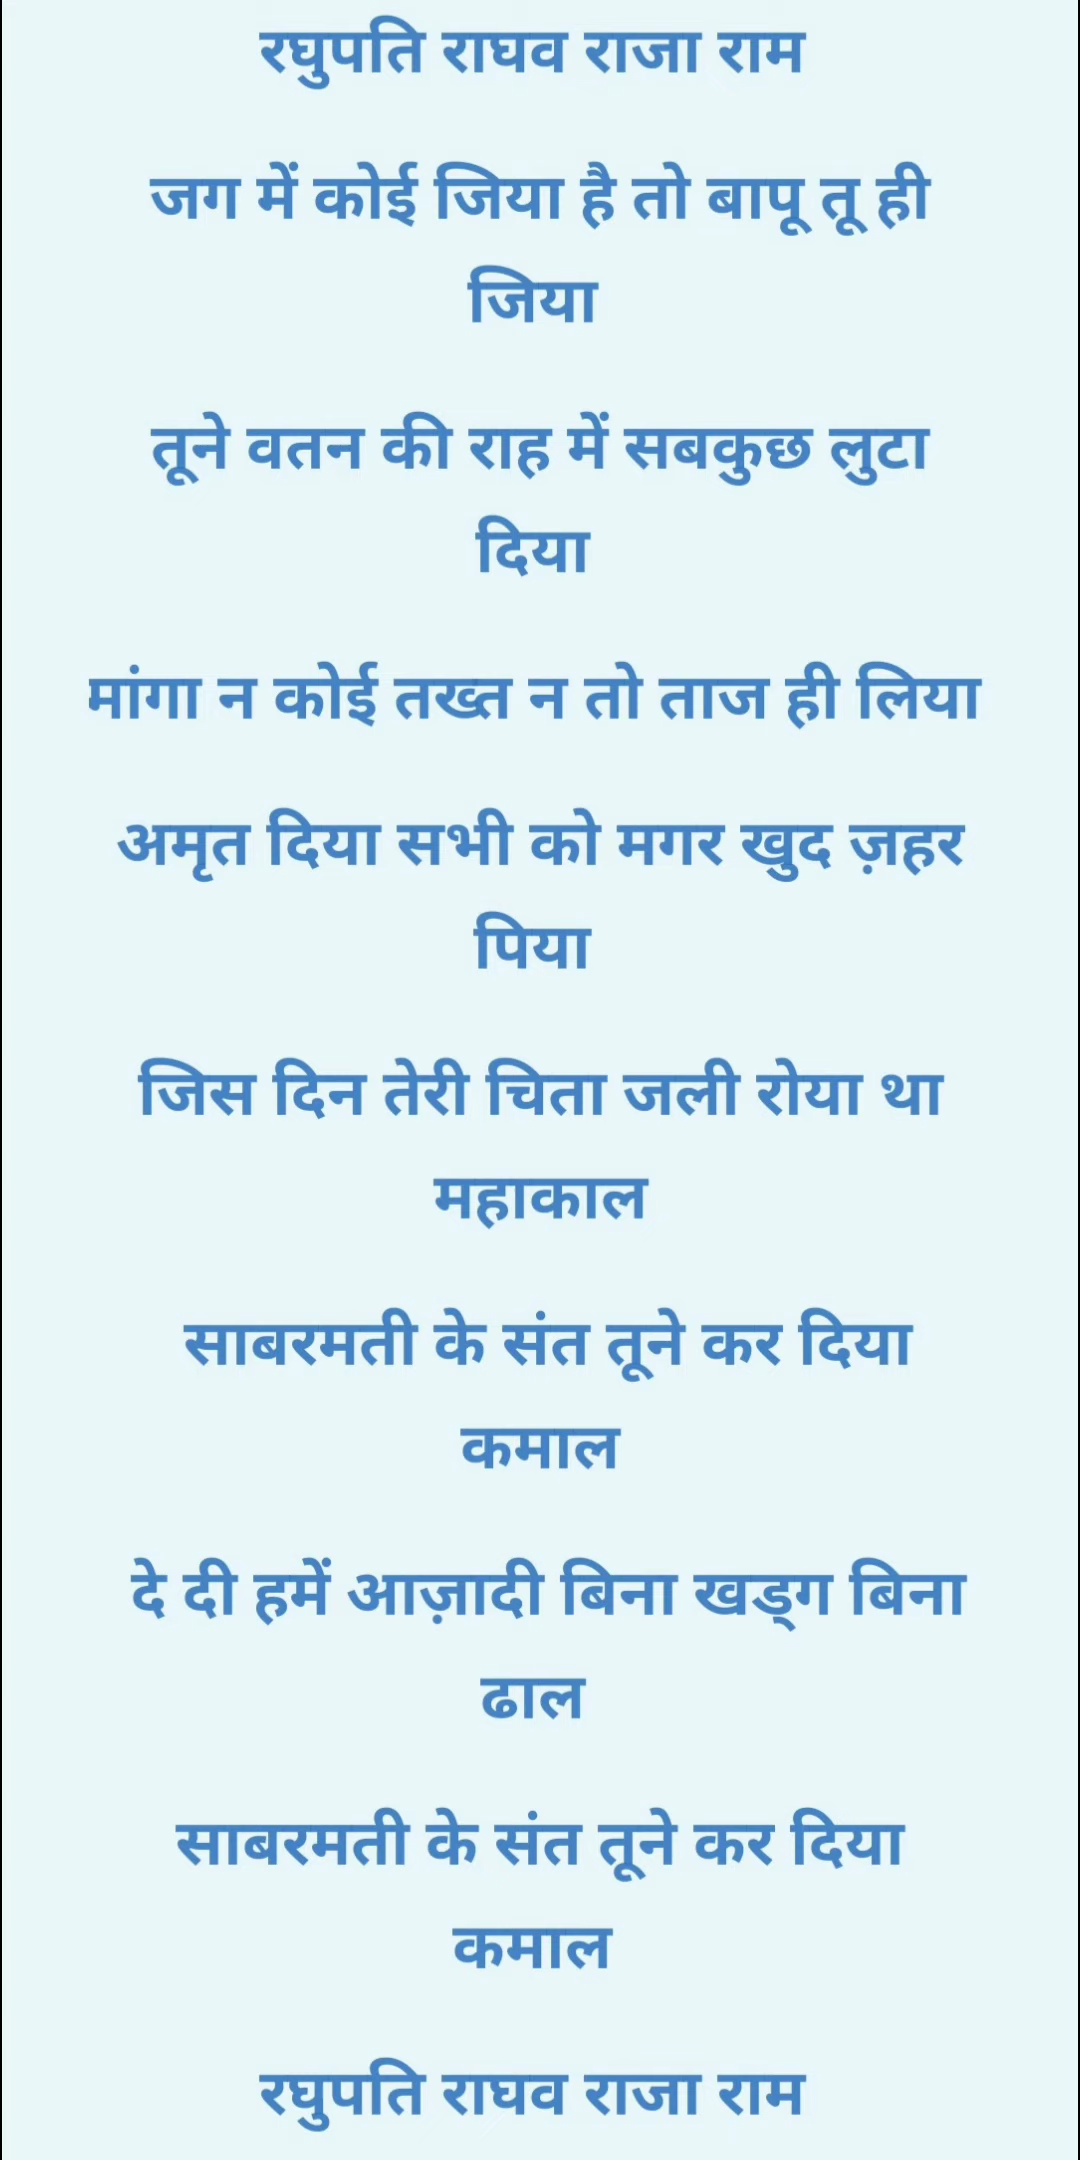 रघुपति राघव राजा राम
जग में कोई जिया है तो बापू तू ही
जिया
तूने वतन की राह में सबकुछ लुटा
दिया
मांगा न कोई तख्त न तो ताज ही लिया
अमृत दिया सभी को मगर खुद ज़हर
पिया
जिस दिन तेरी चिता जली रोया था
महाकाल
साबरमती के संत तूने कर दिया
कमाल
दे दी हमें आज़ादी बिना खड्ग बिना
ढाल
साबरमती के संत तूने कर दिया
कमाल
रघुपति राघव राजा राम